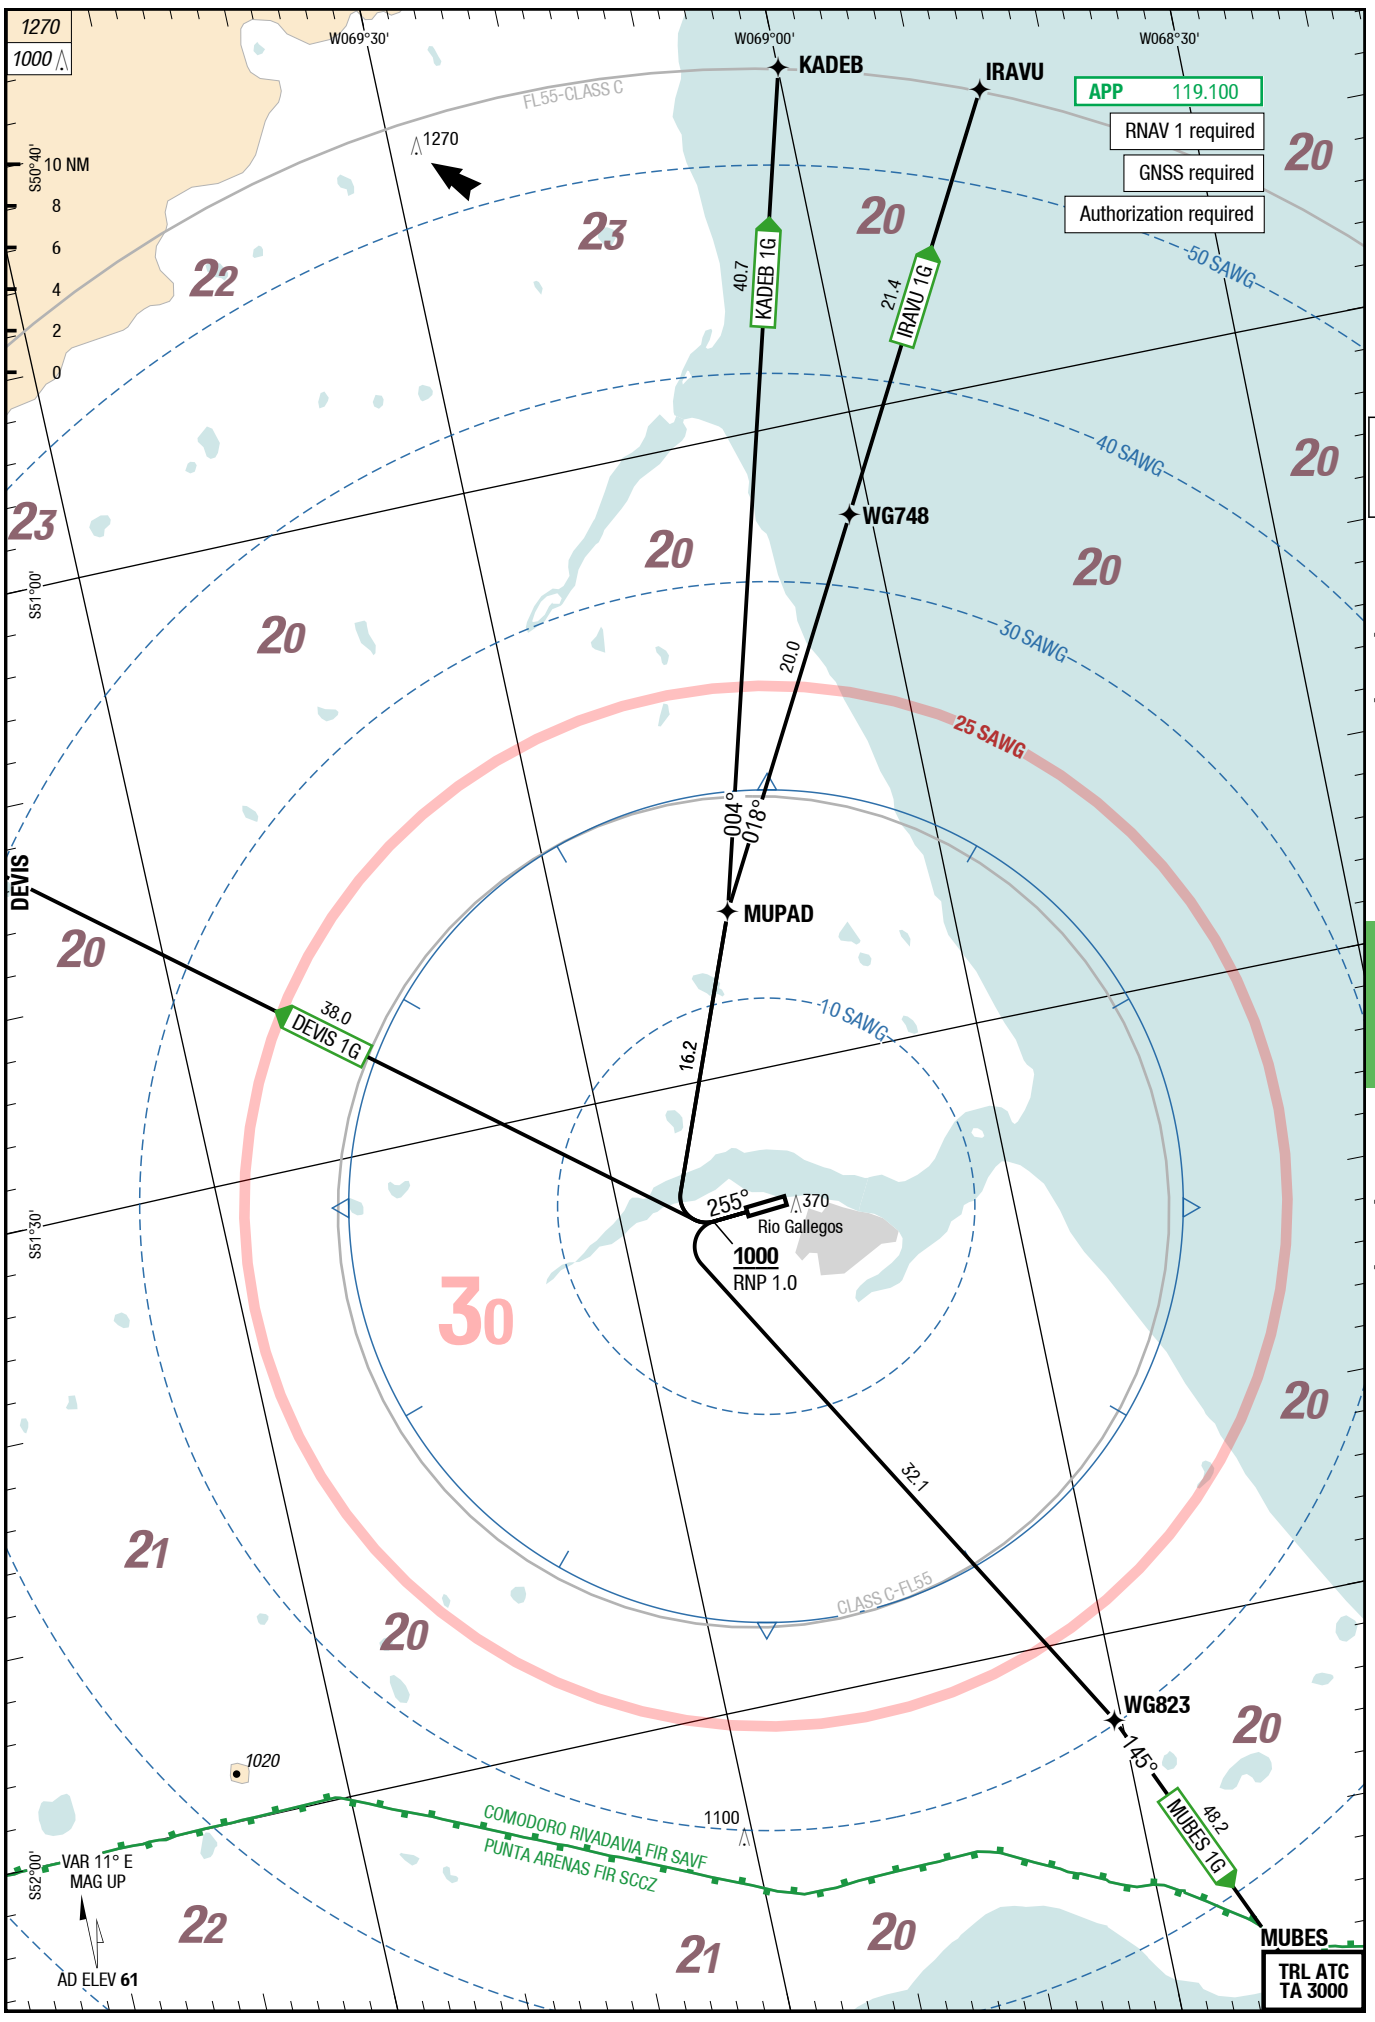 1270
1000
W069°30'
W069°00'
W068°30'
KADEB
IRAVU
APP 119.100
RNAV 1 required
GNSS required
Authorization required
FL55-CLASS C
1270
S50°40'
10 NM
8
6
4
2
0
20
23
20
22
50 SAWG
40.7
KADEB 1G
21.4
IRAVU 1G
40 SAWG
20
23
WG748
20
20
S51°00'
20
30 SAWG
20.0
25 SAWG
004°
018°
DEVIS
MUPAD
20
38.0
DEVIS 1G
10 SAWG
16.2
255°
370
Rio Gallegos
S51°30'
1000
RNP 1.0
30
20
32.1
21
CLASS C-FL55
20
WG823
20
145°
1020
48.2
MUBES 1G
1100
COMODORO RIVADAVIA FIR SAVF
PUNTA ARENAS FIR SCCZ
S52°00'
VAR 11° E
MAG UP
22
20
21
MUBES
AD ELEV 61
TRL ATC
TA 3000